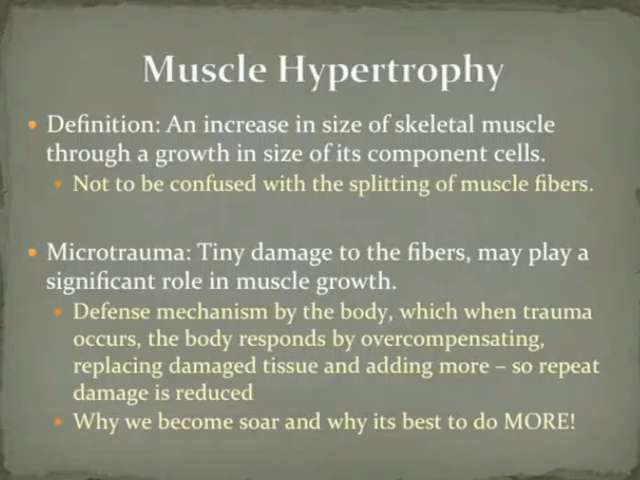 Muscle Hypertrophy
• Definition: An increase in size of skeletal muscle
through a growth in size of its component cells.
• Not to be confused with the splitting of muscle fibers.
• Microtrauma: Tiny damage to the fibers, may play a
significant role in muscle growth.
• Defense mechanism by the body, which when trauma
occurs, the body responds by overcompensating,
replacing damaged tissue and adding more – so repeat
damage is reduced
• Why we become soar and why its best to do MORE!